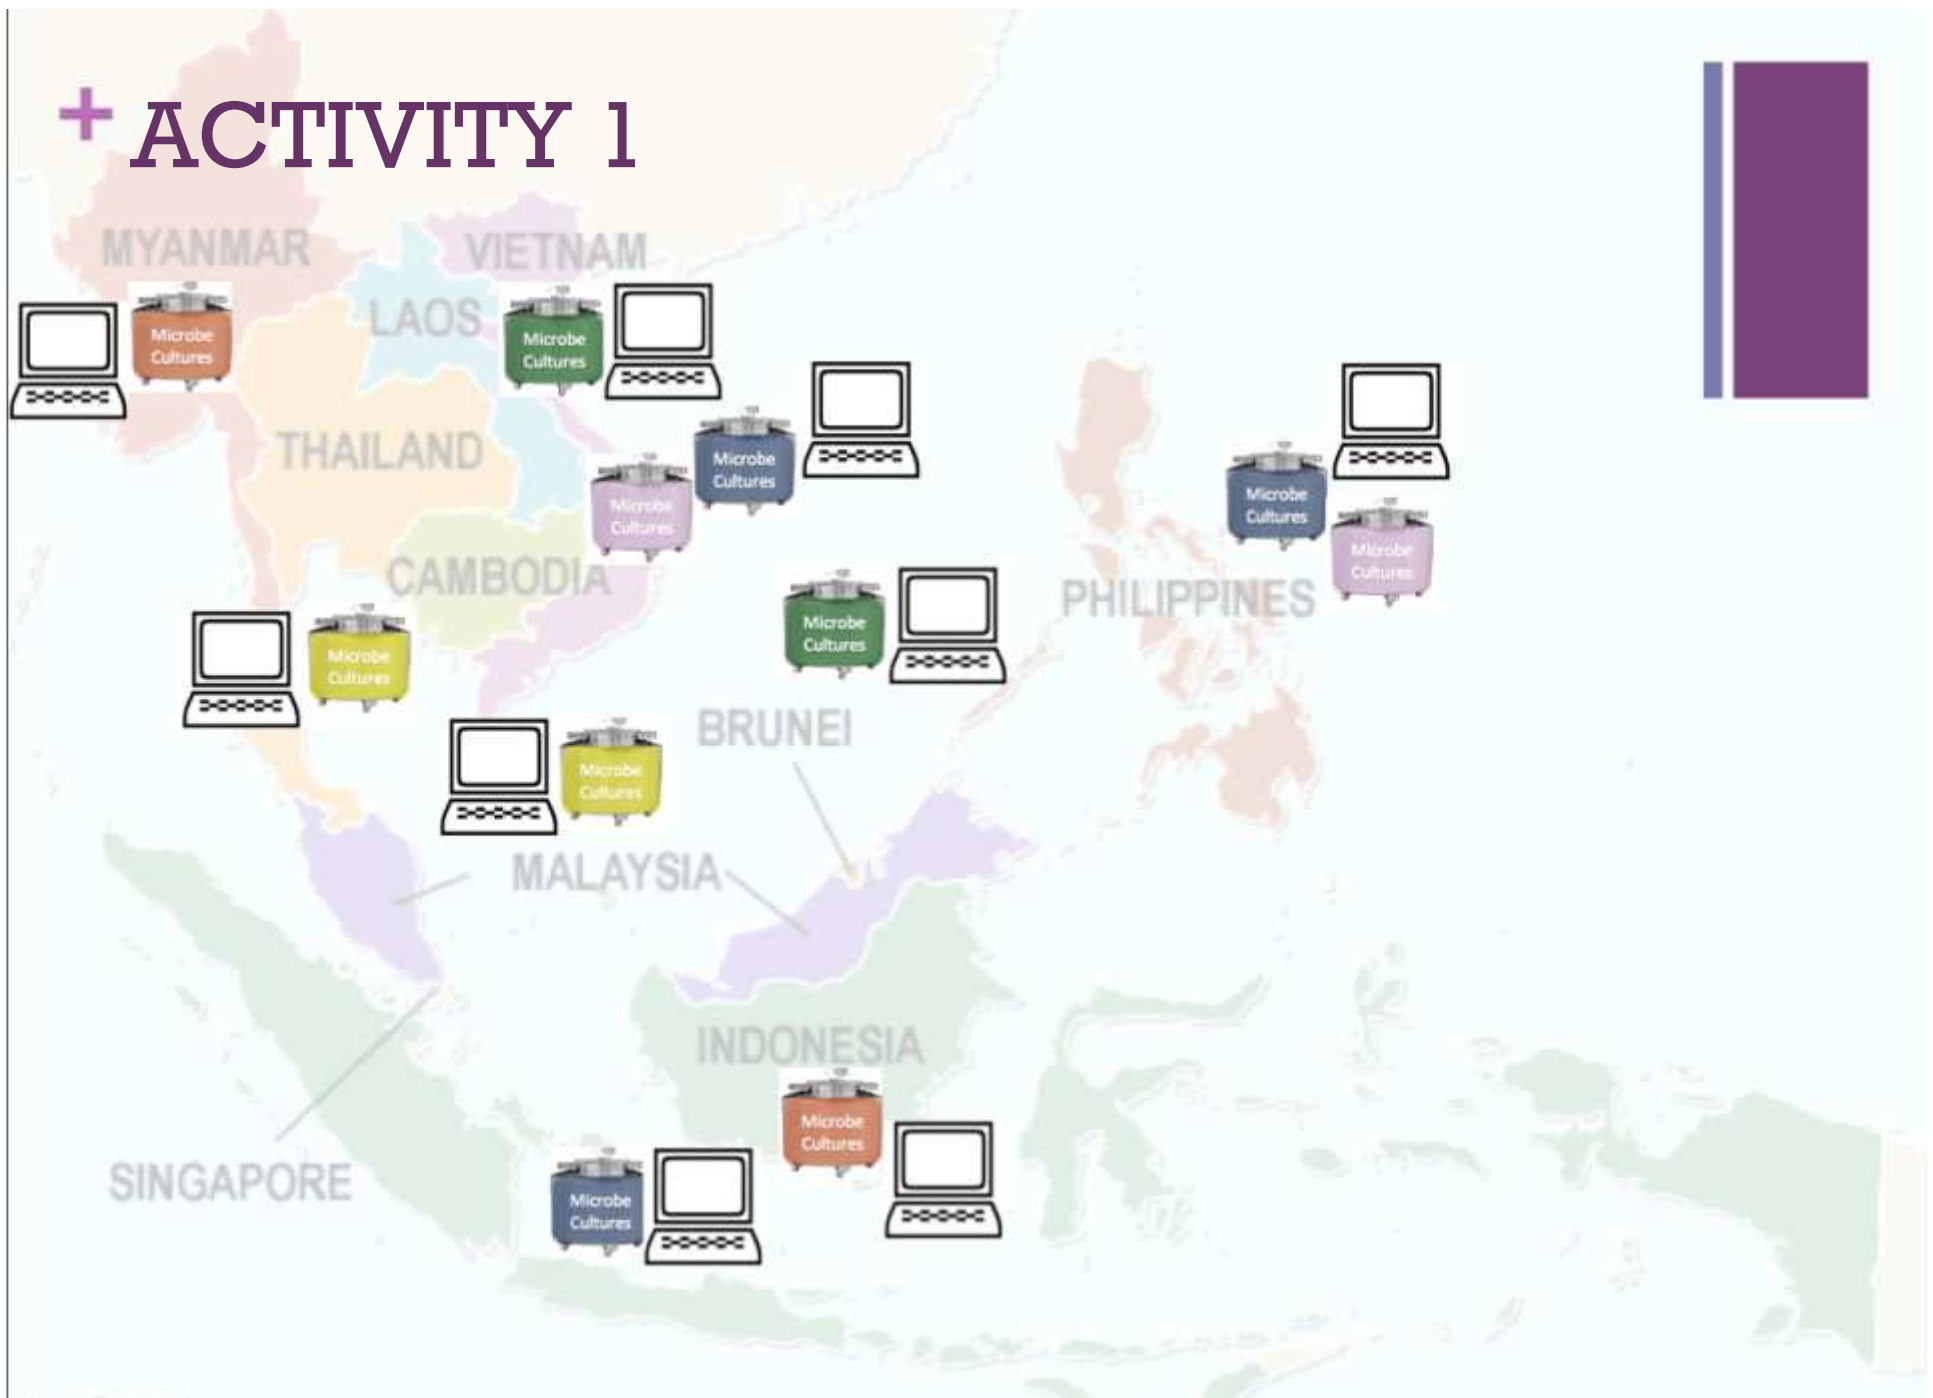 + ACTIVITY 1
MYANMAR
VIETNAM
LAOS
Microbe
Cultures
Microbe
Cultures
THAILAND
Microbe
Cultures
Microbe
Cultures
Microbe
Cultures
Microbe
Cultures
CAMBODIA
PHILIPPINES
Microbe
Cultures
Microbe
Cultures
BRUNEI
Microbe
Cultures
MALAYSIA
INDONESIA
Microbe
Cultures
SINGAPORE
Microbe
Cultures